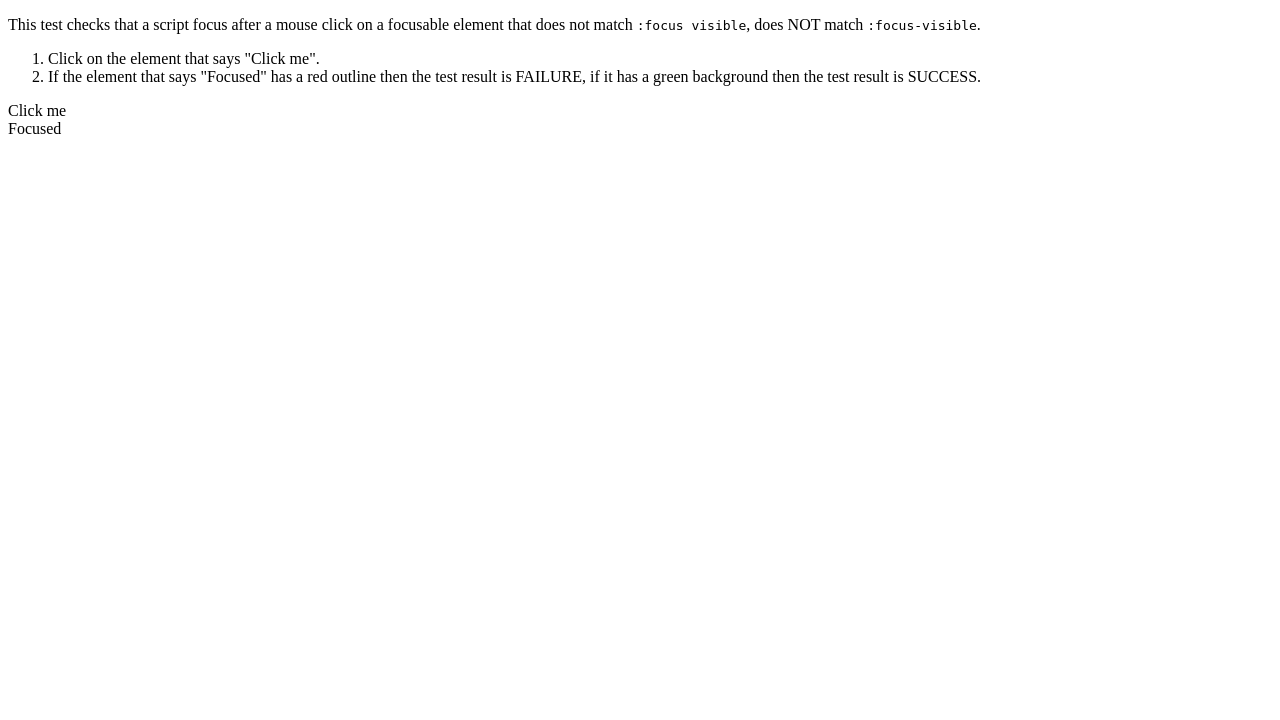 This test checks that a script focus after a mouse click on a focusable element that does not match :focus visible, does NOT match :focus-visible.
1. Click on the element that says "Click me".
2. If the element that says "Focused" has a red outline then the test result is FAILURE, if it has a green background then the test result is SUCCESS.
Click me
Focused